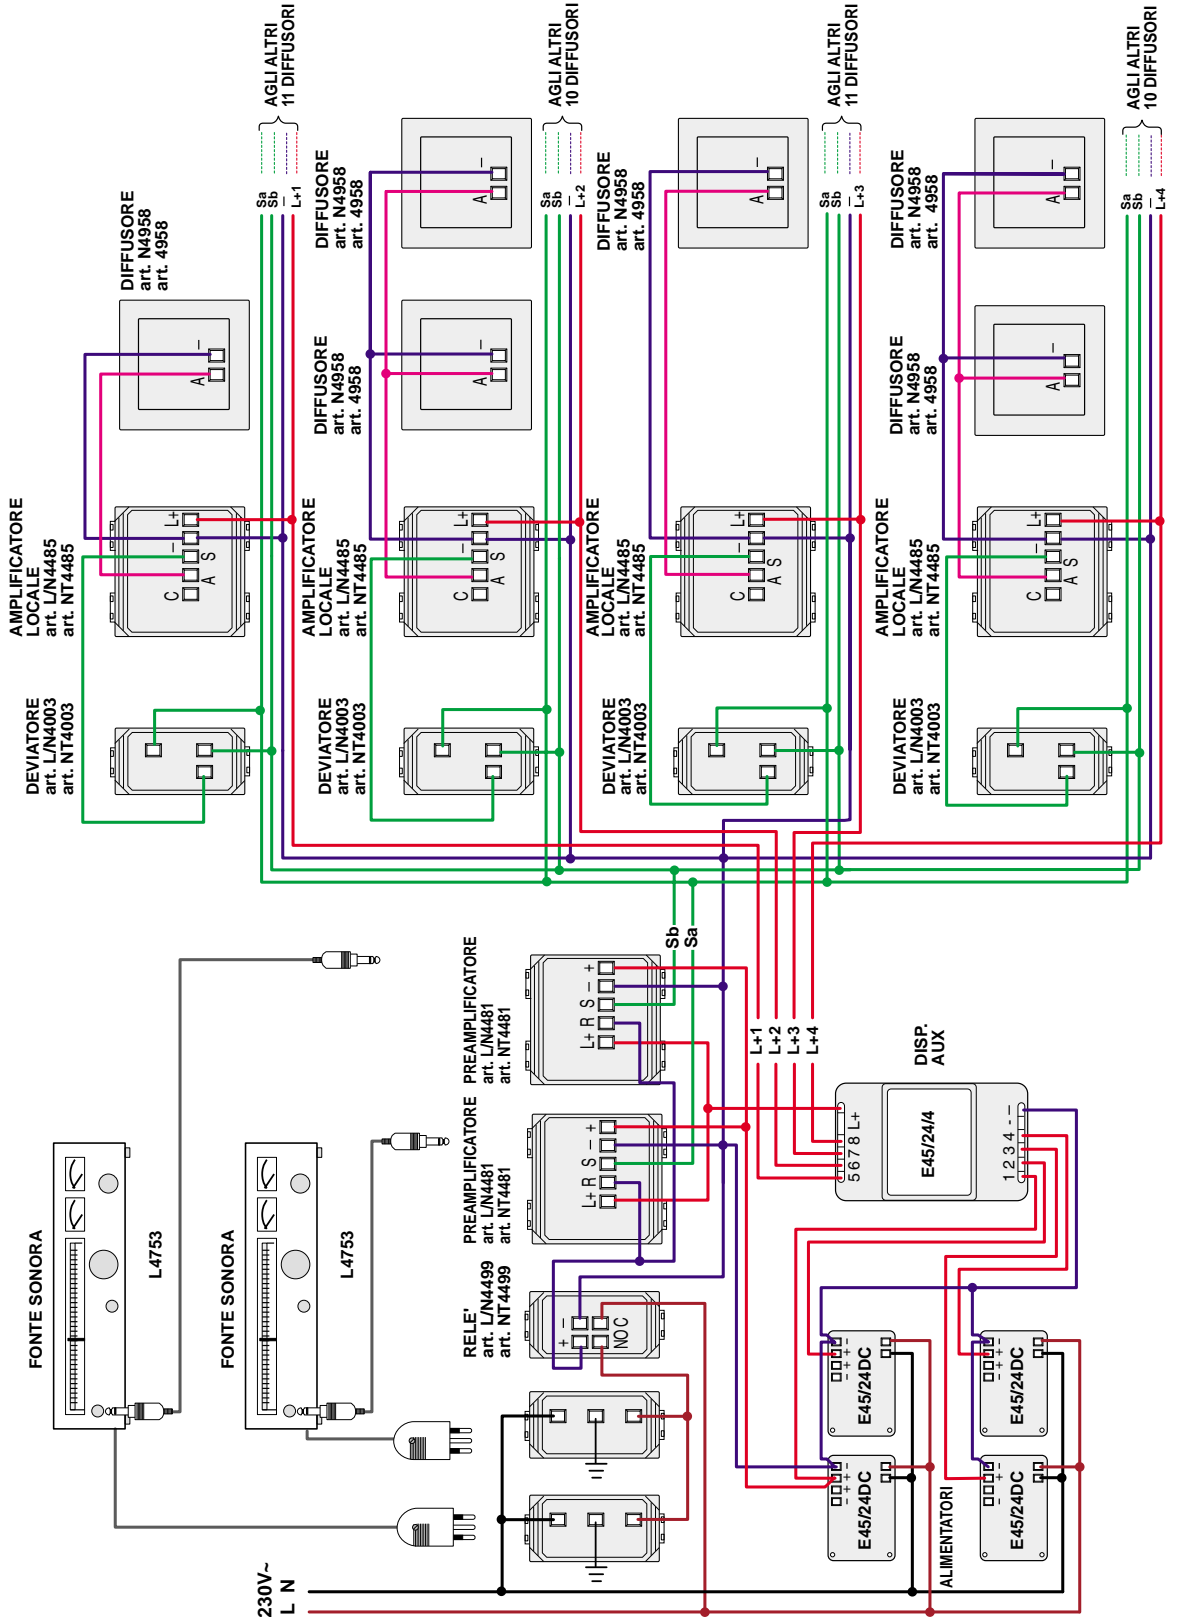 FONTE SONORA
L4753
FONTE SONORA
L4753
230V~
L N
RELE'
art. L/N4499
art. NT4499
+ -
NO C
PREAMPLIFICATORE
art. L/N4481
art. NT4481
L+ R S - +
PREAMPLIFICATORE
art. L/N4481
art. NT4481
L+ R S - +
Sb
Sa
L+1
L+2
L+3
L+4
DISP.
AUX
E45/24/4
5 6 7 8 L+
1 2 3 4 -
ALIMENTATORI
E45/24DC
- + + -
E45/24DC
- + + -
E45/24DC
E45/24DC
- + + -
DEVIATORE
art. L/N4003
art. NT4003
AMPLIFICATORE
LOCALE
art. L/N4485
art. NT4485
C A S - L+
DIFFUSORE
art. N4958
art. 4958
A -
Sa
Sb
-
L+1
AGLI ALTRI
11 DIFFUSORI
DEVIATORE
art. L/N4003
art. NT4003
AMPLIFICATORE
LOCALE
art. L/N4485
art. NT4485
C A S - L+
DIFFUSORE
art. N4958
art. 4958
A -
DIFFUSORE
art. N4958
art. 4958
A -
Sa
Sb
-
L+2
AGLI ALTRI
10 DIFFUSORI
DEVIATORE
art. L/N4003
art. NT4003
AMPLIFICATORE
LOCALE
art. L/N4485
art. NT4485
C A S - L+
DIFFUSORE
art. N4958
art. 4958
A -
Sa
Sb
-
L+3
AGLI ALTRI
11 DIFFUSORI
DEVIATORE
art. L/N4003
art. NT4003
AMPLIFICATORE
LOCALE
art. L/N4485
art. NT4485
C A S - L+
DIFFUSORE
art. N4958
art. 4958
A -
DIFFUSORE
art. N4958
art. 4958
A -
Sa
Sb
-
L+4
AGLI ALTRI
10 DIFFUSORI